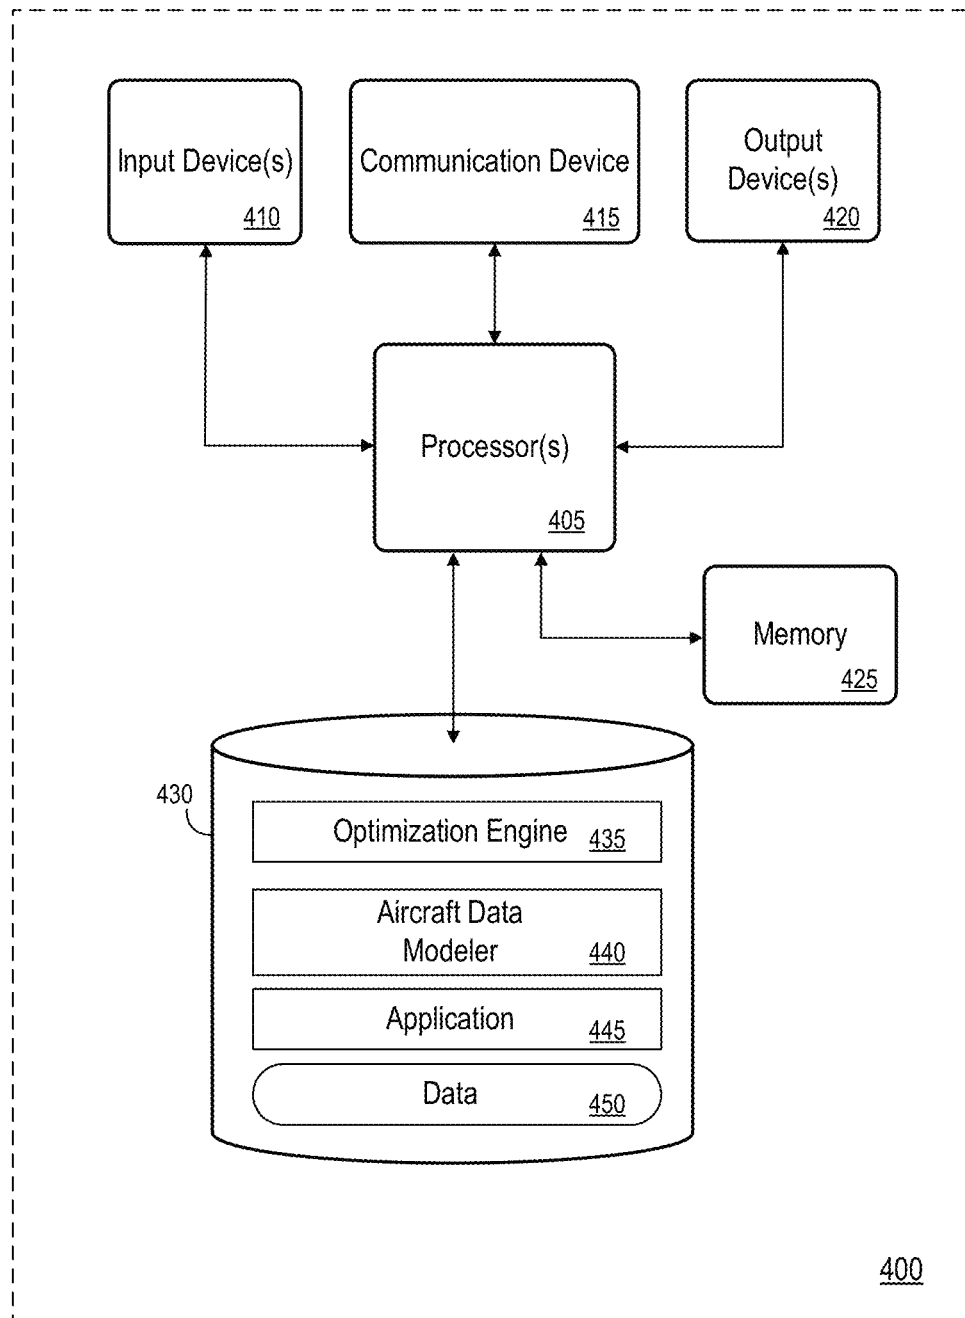 Input Device(s)
410
Communication Device
415
Output
Device(s)
420
Processor(s)
405
Memory
425
430
Optimization Engine 435
Aircraft Data
Modeler 440
Application 445
Data 450
400